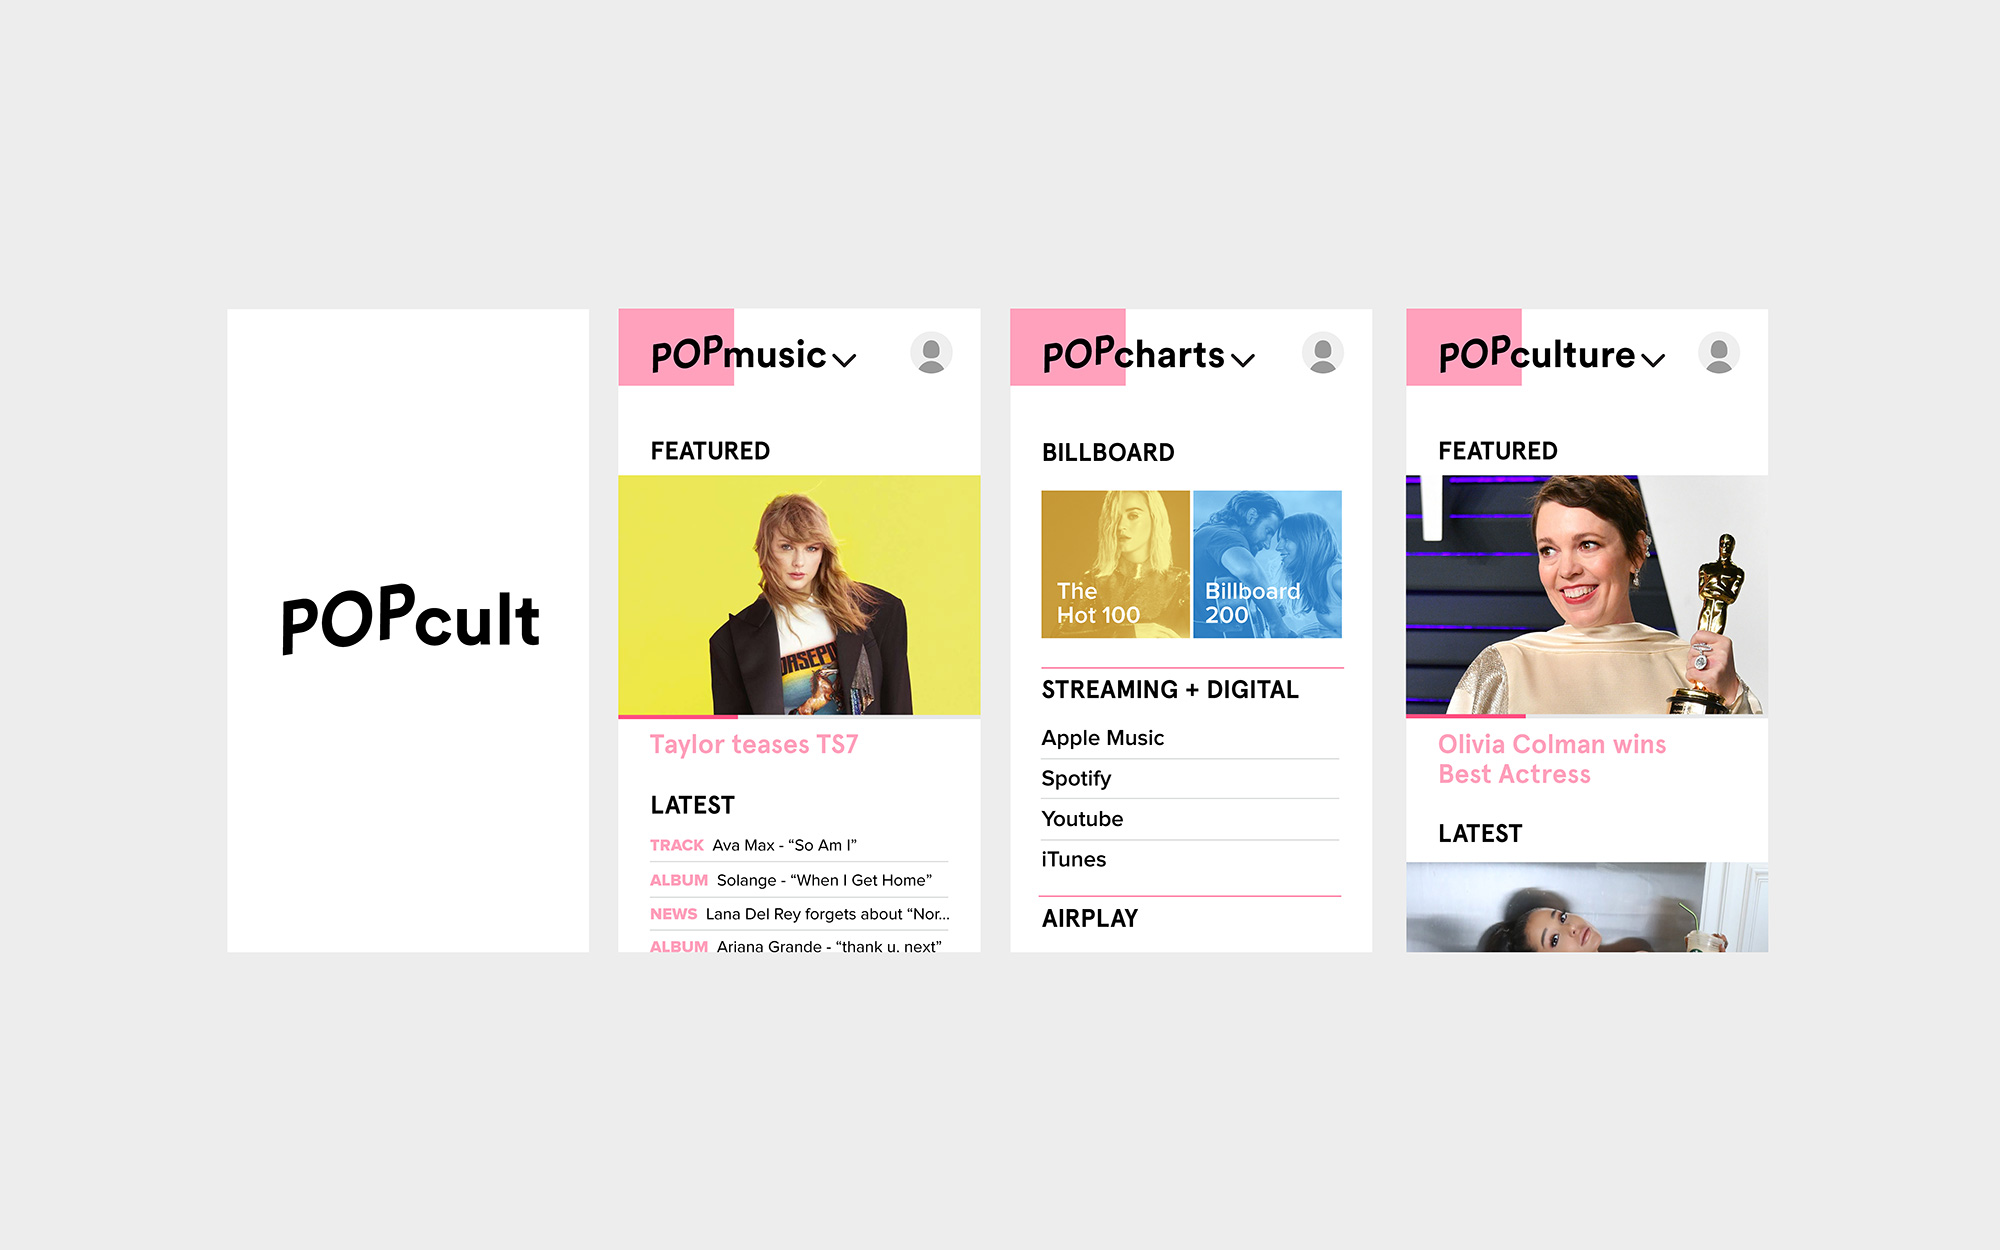 POPcult
POPmusic
FEATURED
Taylor teases TS7
LATEST
TRACK Ava Max - “So Am I”
ALBUM Solange - “When I Get Home”
NEWS Lana Del Rey forgets about “Nor...
ALBUM Ariana Grande - “thank u, next”
POPcharts
BILLBOARD
The
Hot 100
Billboard
200
STREAMING + DIGITAL
Apple Music
Spotify
Youtube
iTunes
AIRPLAY
POPculture
FEATURED
Olivia Colman wins
Best Actress
LATEST